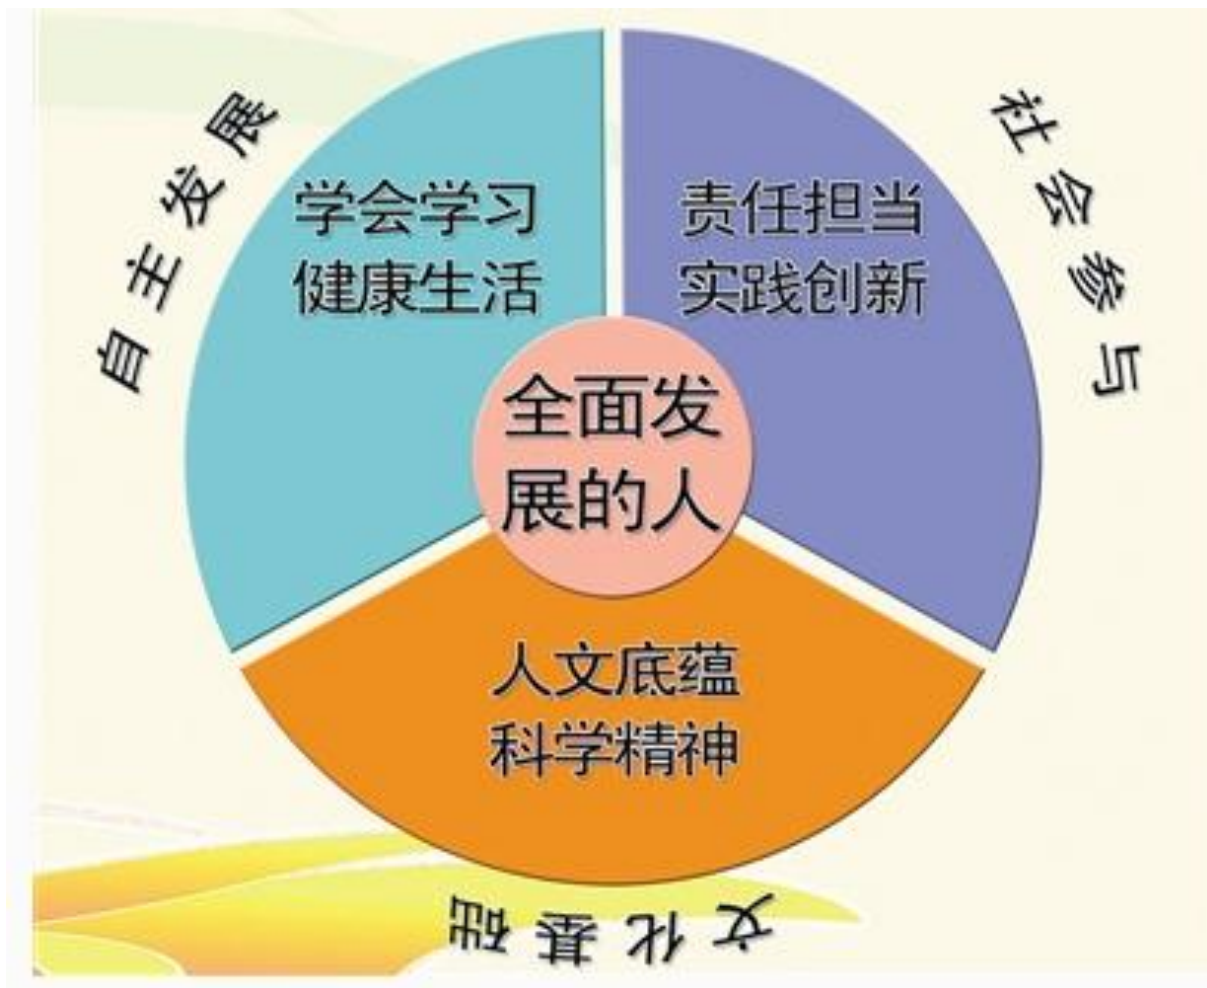 自主发展
学会学习
健康生活
社会参与
责任担当
实践创新
全面发
展的人
人文底蕴
科学精神
文化基础